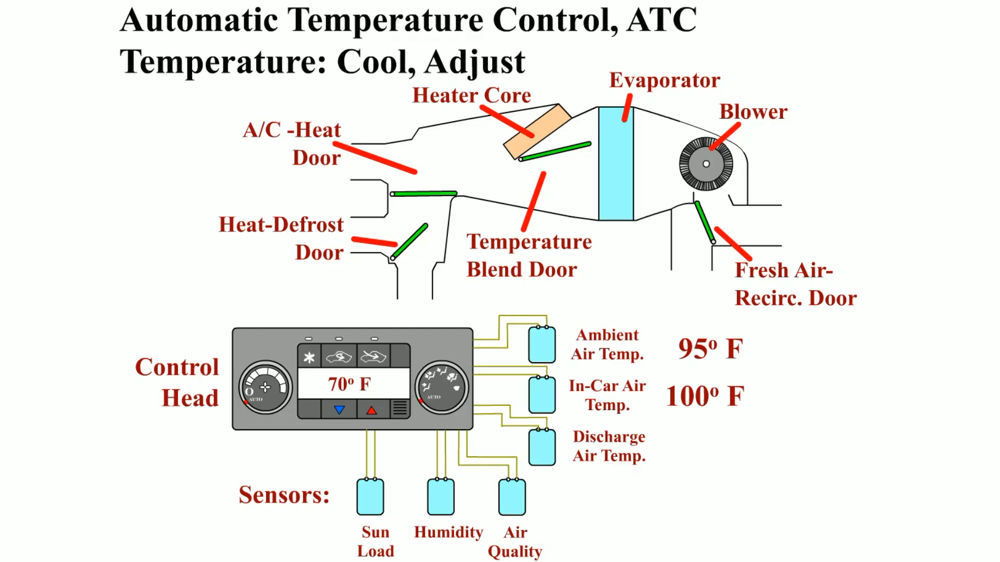 Automatic Temperature Control, ATC
Temperature: Cool, Adjust
Evaporator
Heater Core
Blower
A/C -Heat
Door
Heat-Defrost
Door
Temperature
Blend Door
Fresh Air-
Recirc. Door
Control
Head
O
AUTO
70º F
AUTO
Ambient
Air Temp.
95º F
In-Car Air
Temp.
100º F
Discharge
Air Temp.
Sensors:
Sun
Load
Humidity
Air
Quality